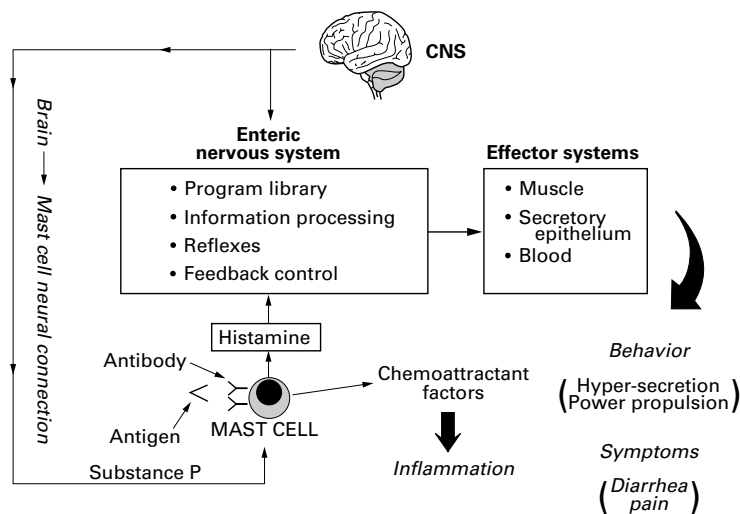 CNS
Brain → Mast cell neural connection
Enteric
nervous system
• Program library
• Information processing
• Reflexes
• Feedback control
Effector systems
• Muscle
• Secretory
epithelium
• Blood
Histamine
Antibody
Antigen
MAST CELL
Substance P
Chemoattractant
factors
Inflammation
Behavior
(Hyper-secretion
Power propulsion)
Symptoms
(Diarrhea
pain)